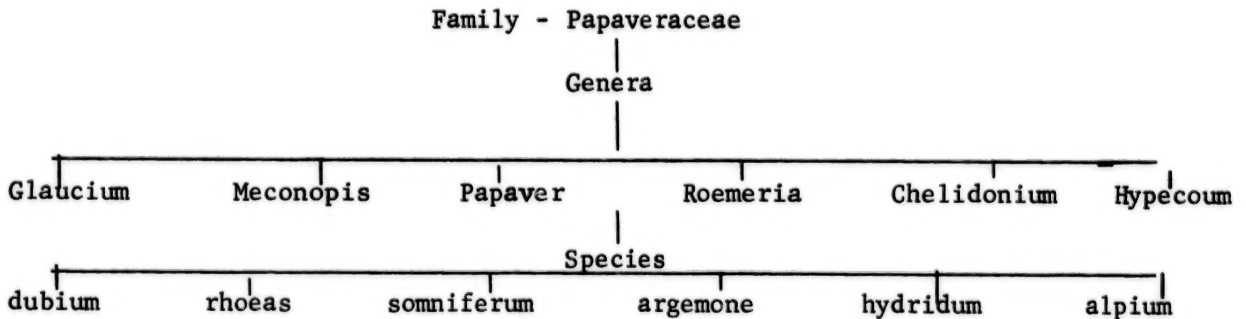 Family - Papaveraceae
Genera
Glaucium Meconopis Papaver Roemeria Chelidonium Hypecoum
Species
dubium rhoeas somniferum argemone hydridum alpium